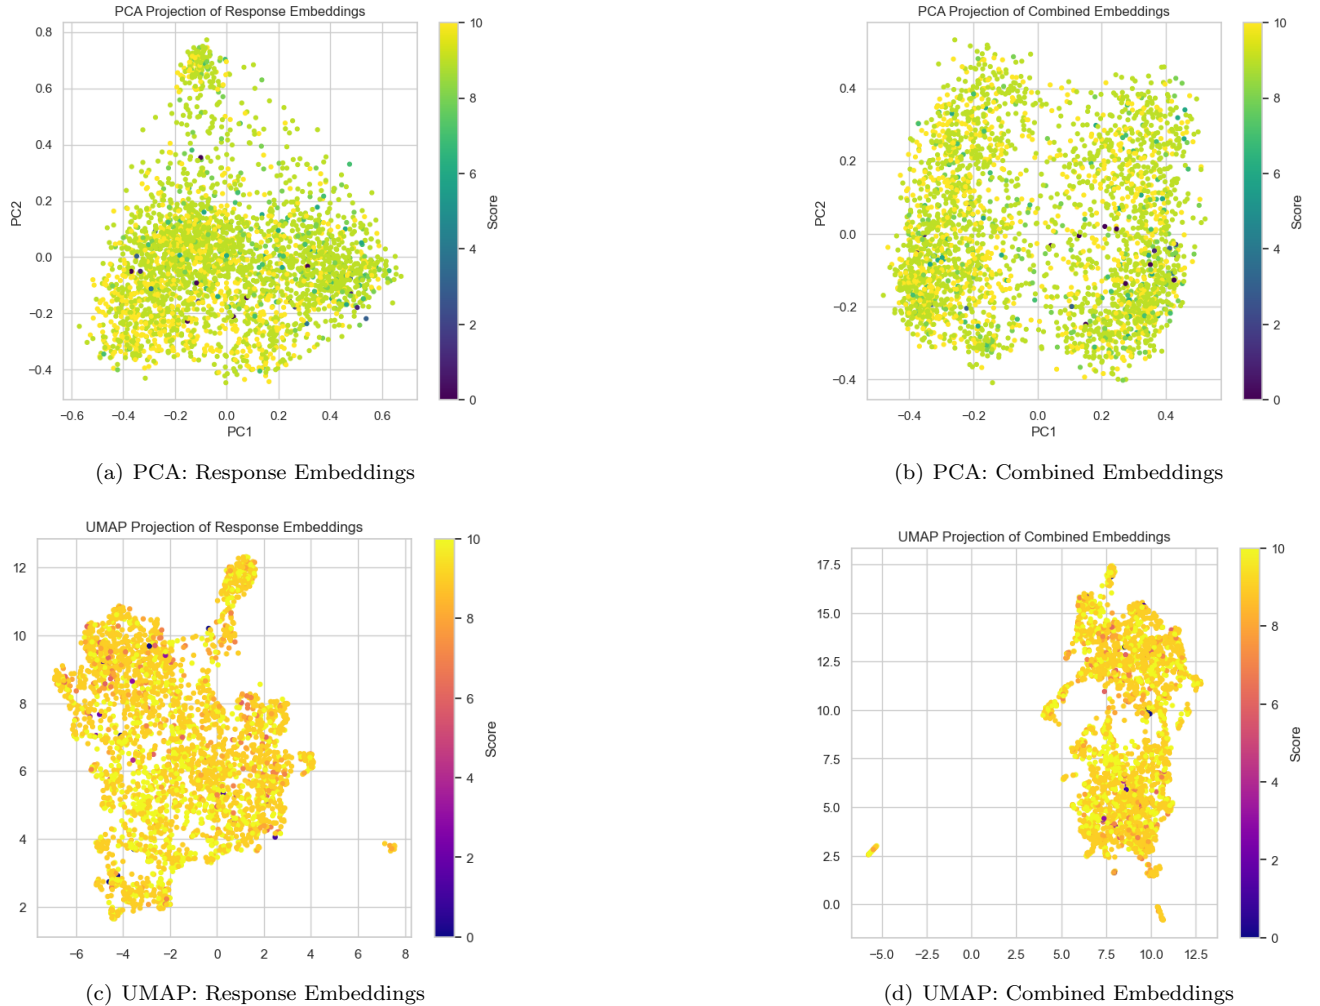 PCA Projection of Response Embeddings
0.8
0.6
0.4
0.2
0.0
−0.2
−0.4
PC2
−0.6 −0.4 −0.2 0.0 0.2 0.4 0.6
PC1
10
8
6
4
2
0
Score
(a) PCA: Response Embeddings
PCA Projection of Combined Embeddings
0.4
0.2
0.0
−0.2
−0.4
PC2
−0.4 −0.2 0.0 0.2 0.4
PC1
10
8
6
4
2
0
Score
(b) PCA: Combined Embeddings
UMAP Projection of Response Embeddings
12
10
8
6
4
2
−6 −4 −2 0 2 4 6 8
10
8
6
4
2
0
Score
(c) UMAP: Response Embeddings
UMAP Projection of Combined Embeddings
17.5
15.0
12.5
10.0
7.5
5.0
2.5
0.0
−5.0 −2.5 0.0 2.5 5.0 7.5 10.0 12.5
10
8
6
4
2
0
Score
(d) UMAP: Combined Embeddings